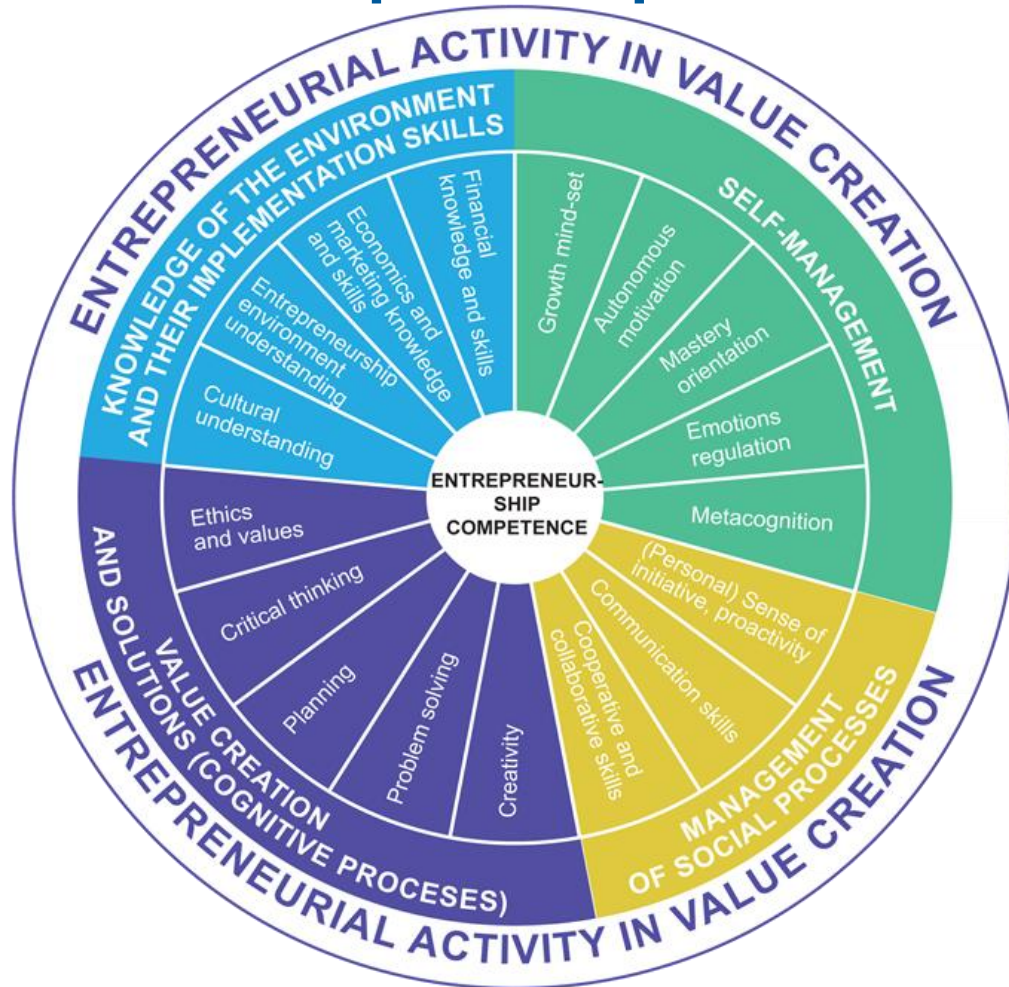 ENTREPRENEURIAL ACTIVITY IN VALUE CREATION
KNOWLEDGE OF THE ENVIRONMENT
AND THEIR IMPLEMENTATION SKILLS
Cultural
understanding
Entrepreneurship
environment
understanding
Economics and
marketing knowledge
and skills
Financial
knowledge and skills
SELF-MANAGEMENT
Growth mind-set
Autonomous
motivation
Mastery
orientation
Emotions
regulation
Metacognition
ENTREPRENEUR-
SHIP
COMPETENCE
(Personal) Sense of
initiative, proactivity
Communication skills
Cooperative and
collaborative skills
MANAGEMENT
OF SOCIAL PROCESSES
Ethics
and values
Critical thinking
Planning
Problem solving
Creativity
VALUE CREATION
AND SOLUTIONS (COGNITIVE PROCESES)
ENTREPRENEURIAL ACTIVITY IN VALUE CREATION